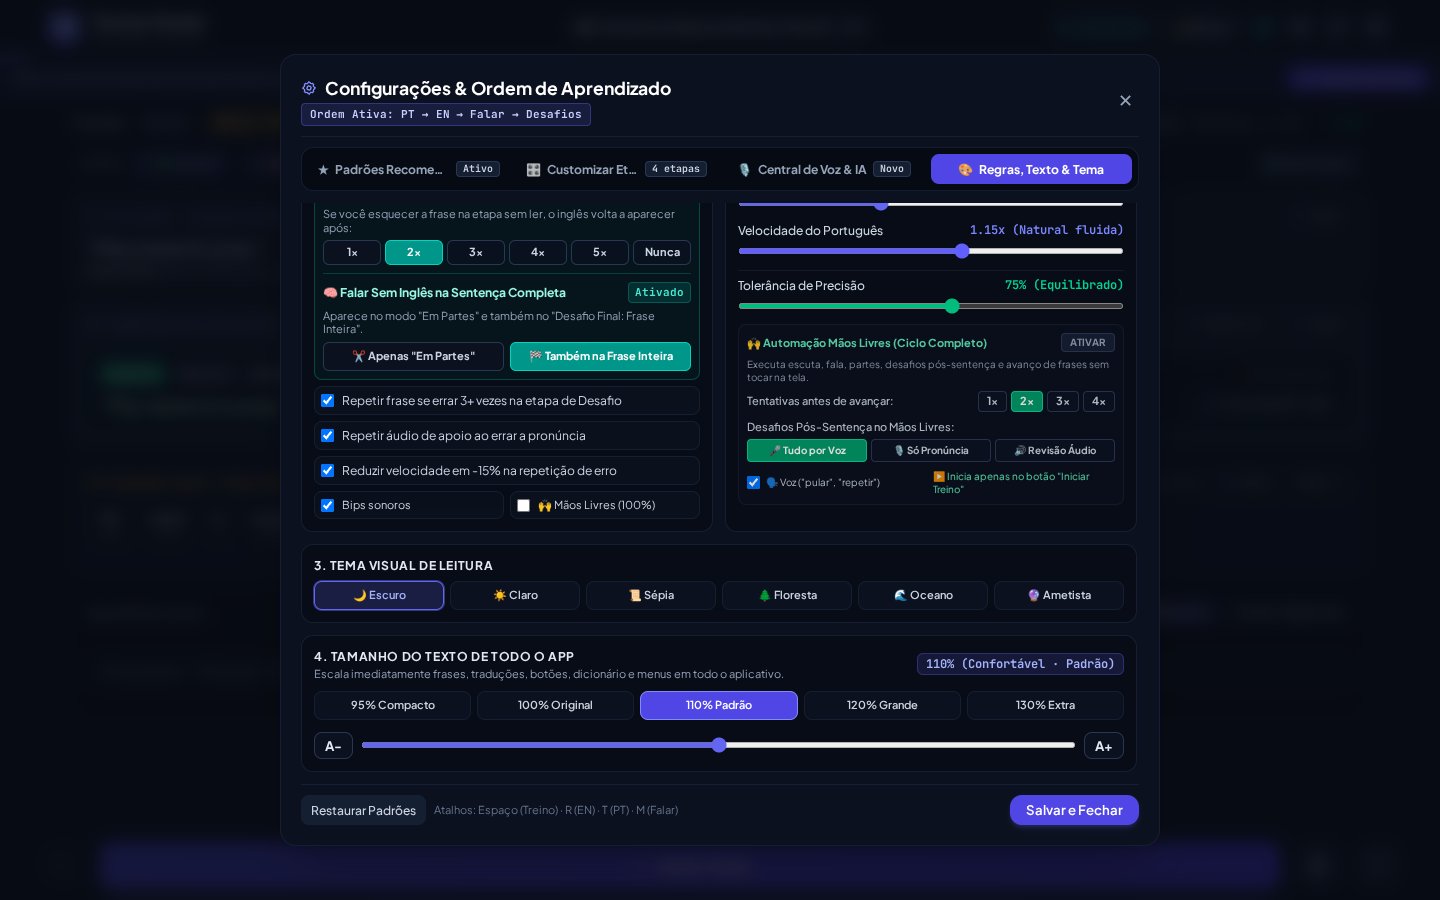 Configurações & Ordem de Aprendizado
Ordem Ativa: PT → EN → Falar → Desafios
×
★ Padrões Recome… Ativo
Customizar Et… 4 etapas
Central de Voz & IA Novo
Regras, Texto & Tema
Se você esquecer a frase na etapa sem ler, o inglês volta a aparecer
após:
1x 2x 3x 4x 5x Nunca
Falar Sem Inglês na Sentença Completa Ativado
Aparece no modo "Em Partes" e também no "Desafio Final: Frase
Inteira".
Apenas "Em Partes" Também na Frase Inteira
Repetir frase se errar 3+ vezes na etapa de Desafio
Repetir áudio de apoio ao errar a pronúncia
Reduzir velocidade em -15% na repetição de erro
Bips sonoros Mãos Livres (100%)
Velocidade do Português 1.15x (Natural fluida)
Tolerância de Precisão 75% (Equilibrado)
Automação Mãos Livres (Ciclo Completo) ATIVAR
Executa escuta, fala, partes, desafios pós-sentença e avanço de frases sem
tocar na tela.
Tentativas antes de avançar: 1x 2x 3x 4x
Desafios Pós-Sentença no Mãos Livres:
Tudo por Voz Só Pronúncia Revisão Áudio
Voz ("pular", "repetir")
Inicia apenas no botão "Iniciar
Treino"
3. TEMA VISUAL DE LEITURA
Escuro Claro Sépia Floresta Oceano Ametista
4. TAMANHO DO TEXTO DE TODO O APP
Escala imediatamente frases, traduções, botões, dicionário e menus em todo o aplicativo.
110% (Confortável · Padrão)
95% Compacto 100% Original 110% Padrão 120% Grande 130% Extra
A- A+
Restaurar Padrões Atalhos: Espaço (Treino) · R (EN) · T (PT) · M (Falar) Salvar e Fechar